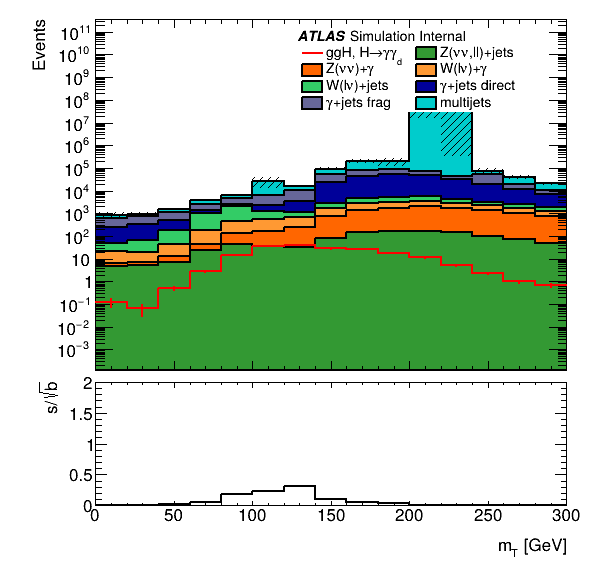 Events
ATLAS Simulation Internal
ggH, H→γγ_d
Z(νν,ll)+jets
Z(νν)+γ
W(lν)+γ
W(lν)+jets
γ+jets direct
γ+jets frag
multijets
10^11
10^10
10^9
10^8
10^7
10^6
10^5
10^4
10^3
10^2
10
1
10^−1
10^−2
10^−3
s/√b
2
1.5
1
0.5
0
0 50 100 150 200 250 300
m_T [GeV]